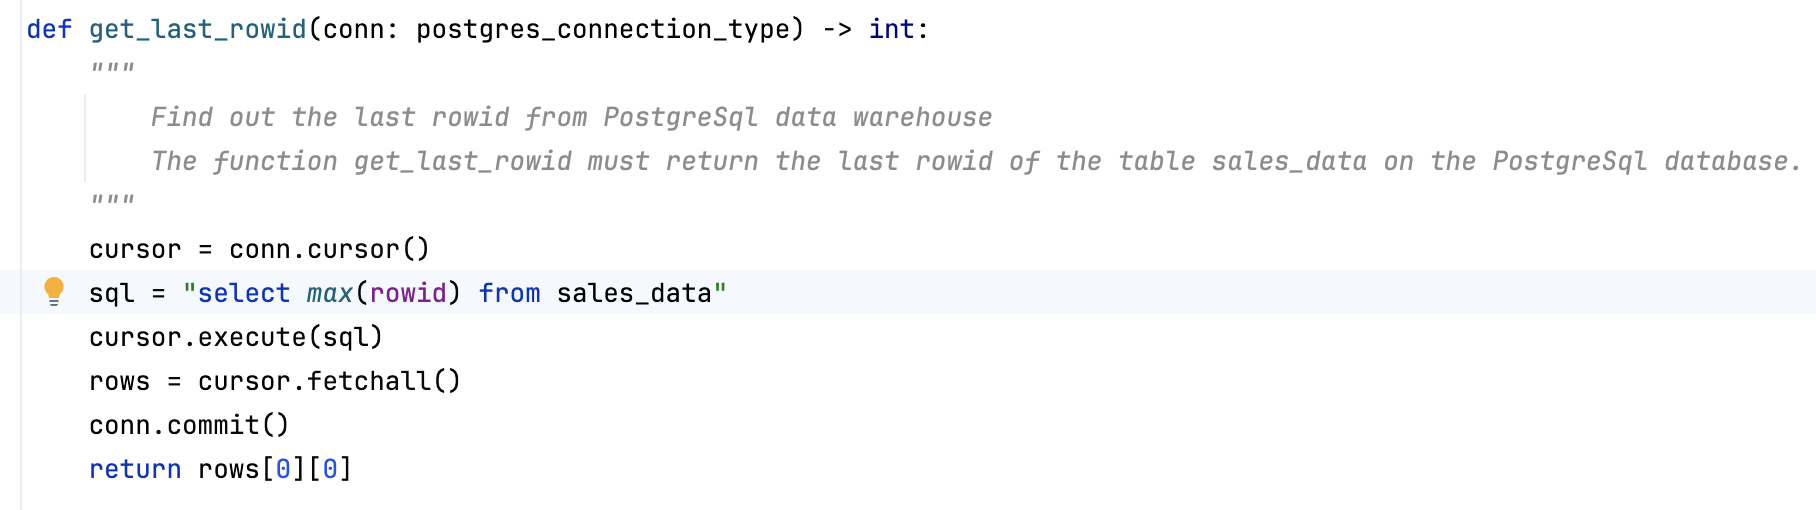 def get_last_rowid(conn: postgres_connection_type) -> int:
"""
Find out the last rowid from PostgreSql data warehouse
The function get_last_rowid must return the last rowid of the table sales_data on the PostgreSql database.
"""
cursor = conn.cursor()
sql = "select max(rowid) from sales_data"
cursor.execute(sql)
rows = cursor.fetchall()
conn.commit()
return rows[0][0]